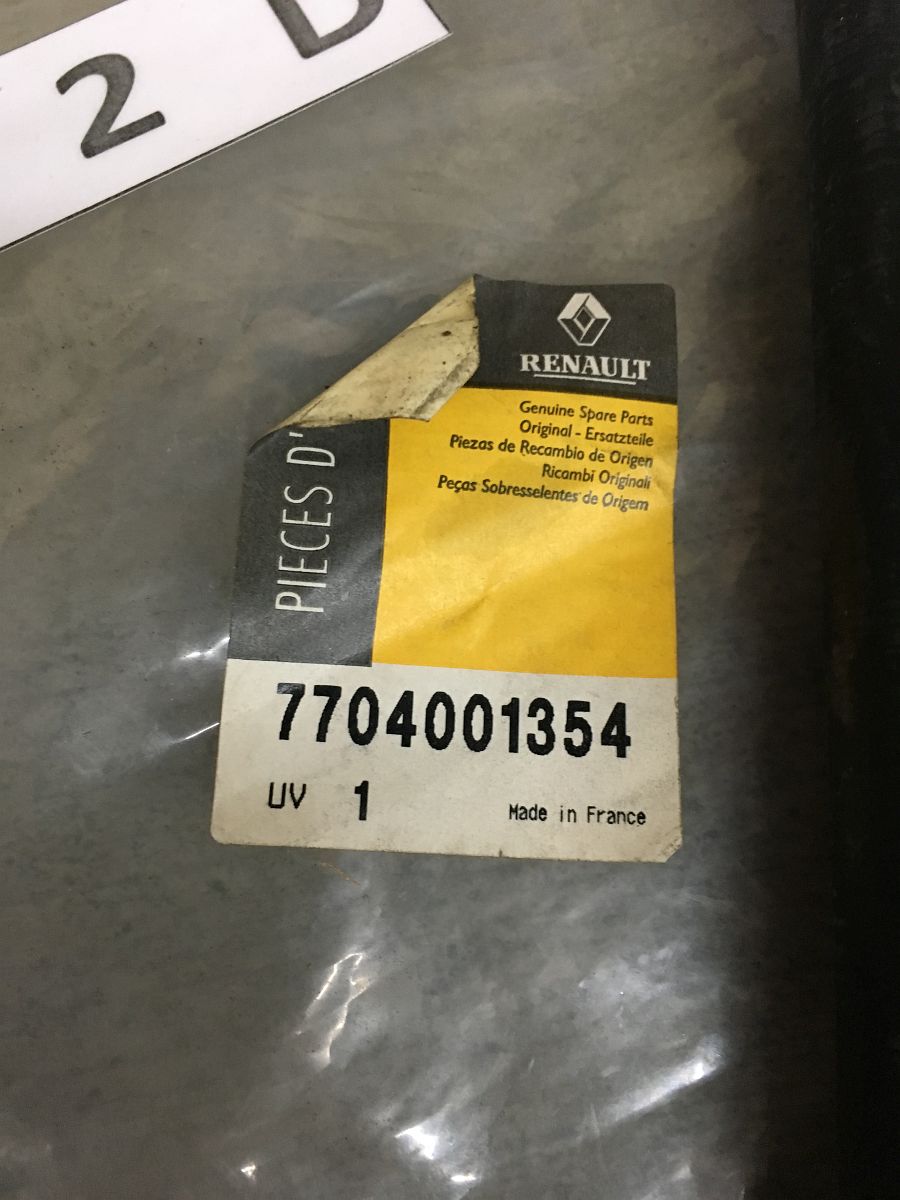 2 D
RENAULT
Genuine Spare Parts
Original - Ersatzteile
Piezas de Recambio de Origen
Ricambi Originali
Peças Sobresselentes de Origem
PIECES D'
7704001354
UV 1
Made in France